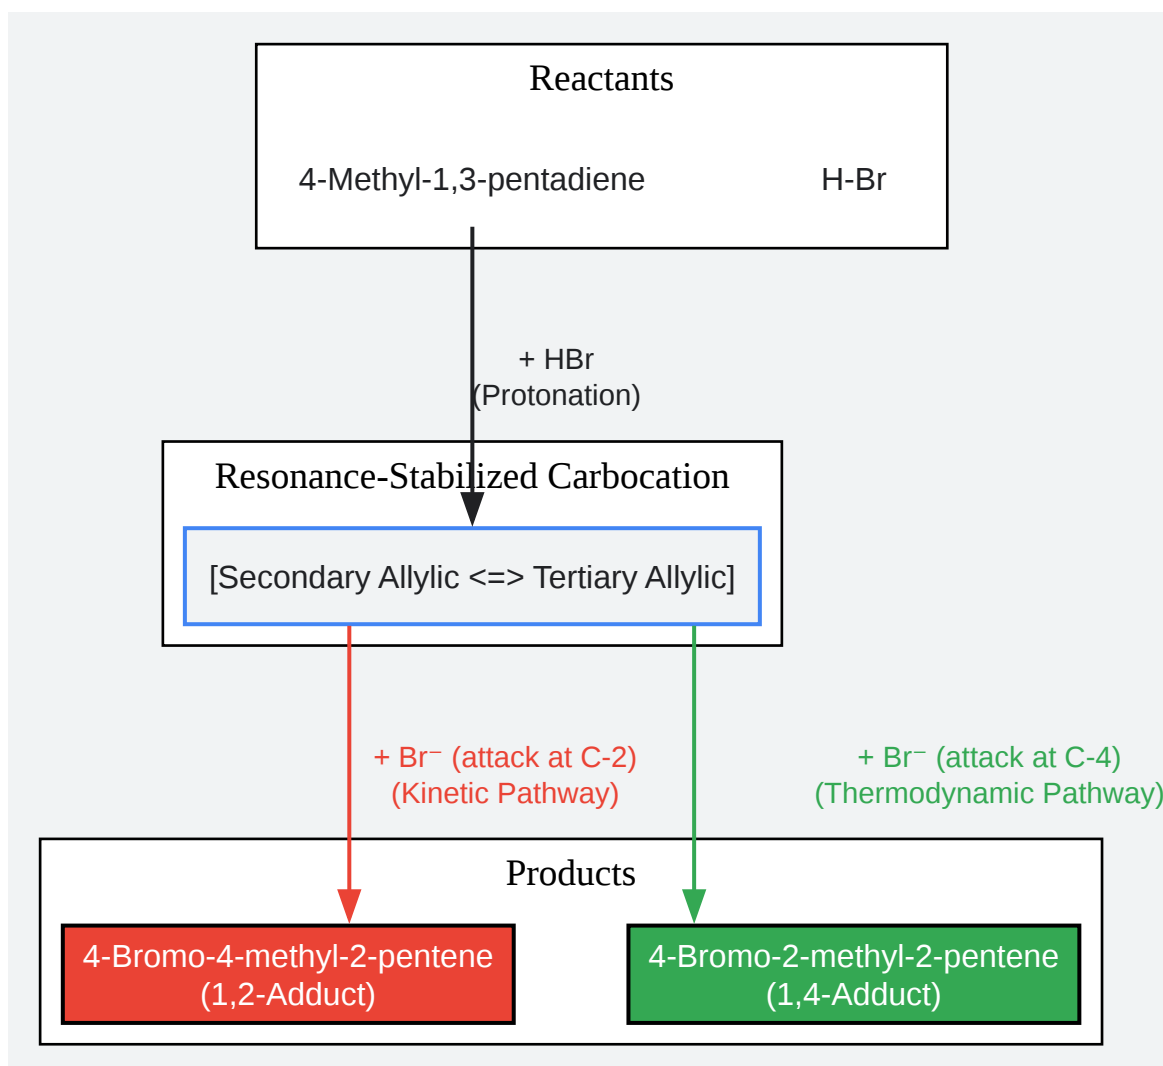 Reactants
4-Methyl-1,3-pentadiene
H-Br
+ HBr
(Protonation)
Resonance-Stabilized Carbocation
[Secondary Allylic <=> Tertiary Allylic]
+ Br⁻ (attack at C-2)
(Kinetic Pathway)
+ Br⁻ (attack at C-4)
(Thermodynamic Pathway)
Products
4-Bromo-4-methyl-2-pentene
(1,2-Adduct)
4-Bromo-2-methyl-2-pentene
(1,4-Adduct)